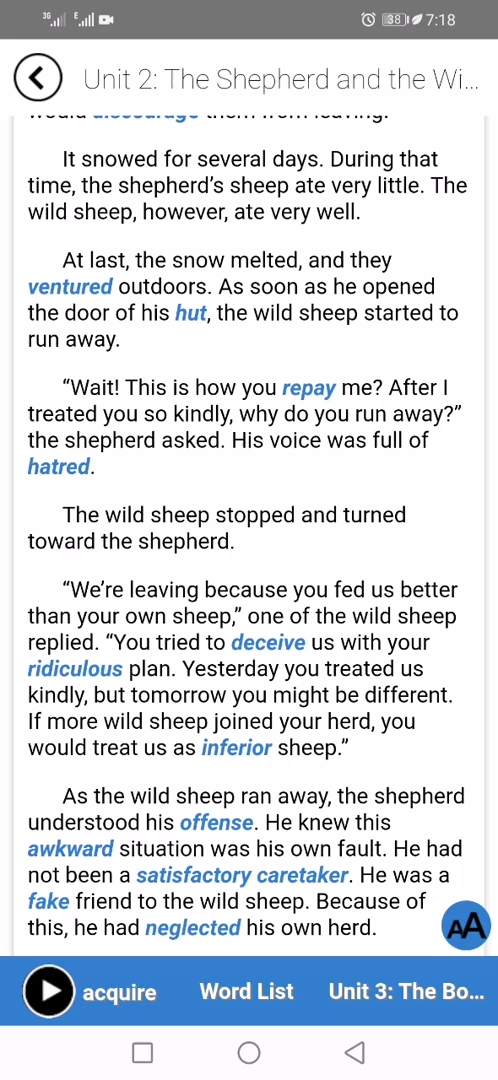 3G E 38 7:18
Unit 2: The Shepherd and the Wi...
would discourage them from leaving.
It snowed for several days. During that
time, the shepherd’s sheep ate very little. The
wild sheep, however, ate very well.
At last, the snow melted, and they
ventured outdoors. As soon as he opened
the door of his hut, the wild sheep started to
run away.
“Wait! This is how you repay me? After I
treated you so kindly, why do you run away?”
the shepherd asked. His voice was full of
hatred.
The wild sheep stopped and turned
toward the shepherd.
“We’re leaving because you fed us better
than your own sheep,” one of the wild sheep
replied. “You tried to deceive us with your
ridiculous plan. Yesterday you treated us
kindly, but tomorrow you might be different.
If more wild sheep joined your herd, you
would treat us as inferior sheep.”
As the wild sheep ran away, the shepherd
understood his offense. He knew this
awkward situation was his own fault. He had
not been a satisfactory caretaker. He was a
fake friend to the wild sheep. Because of
this, he had neglected his own herd.
AA
acquire Word List Unit 3: The Bo...